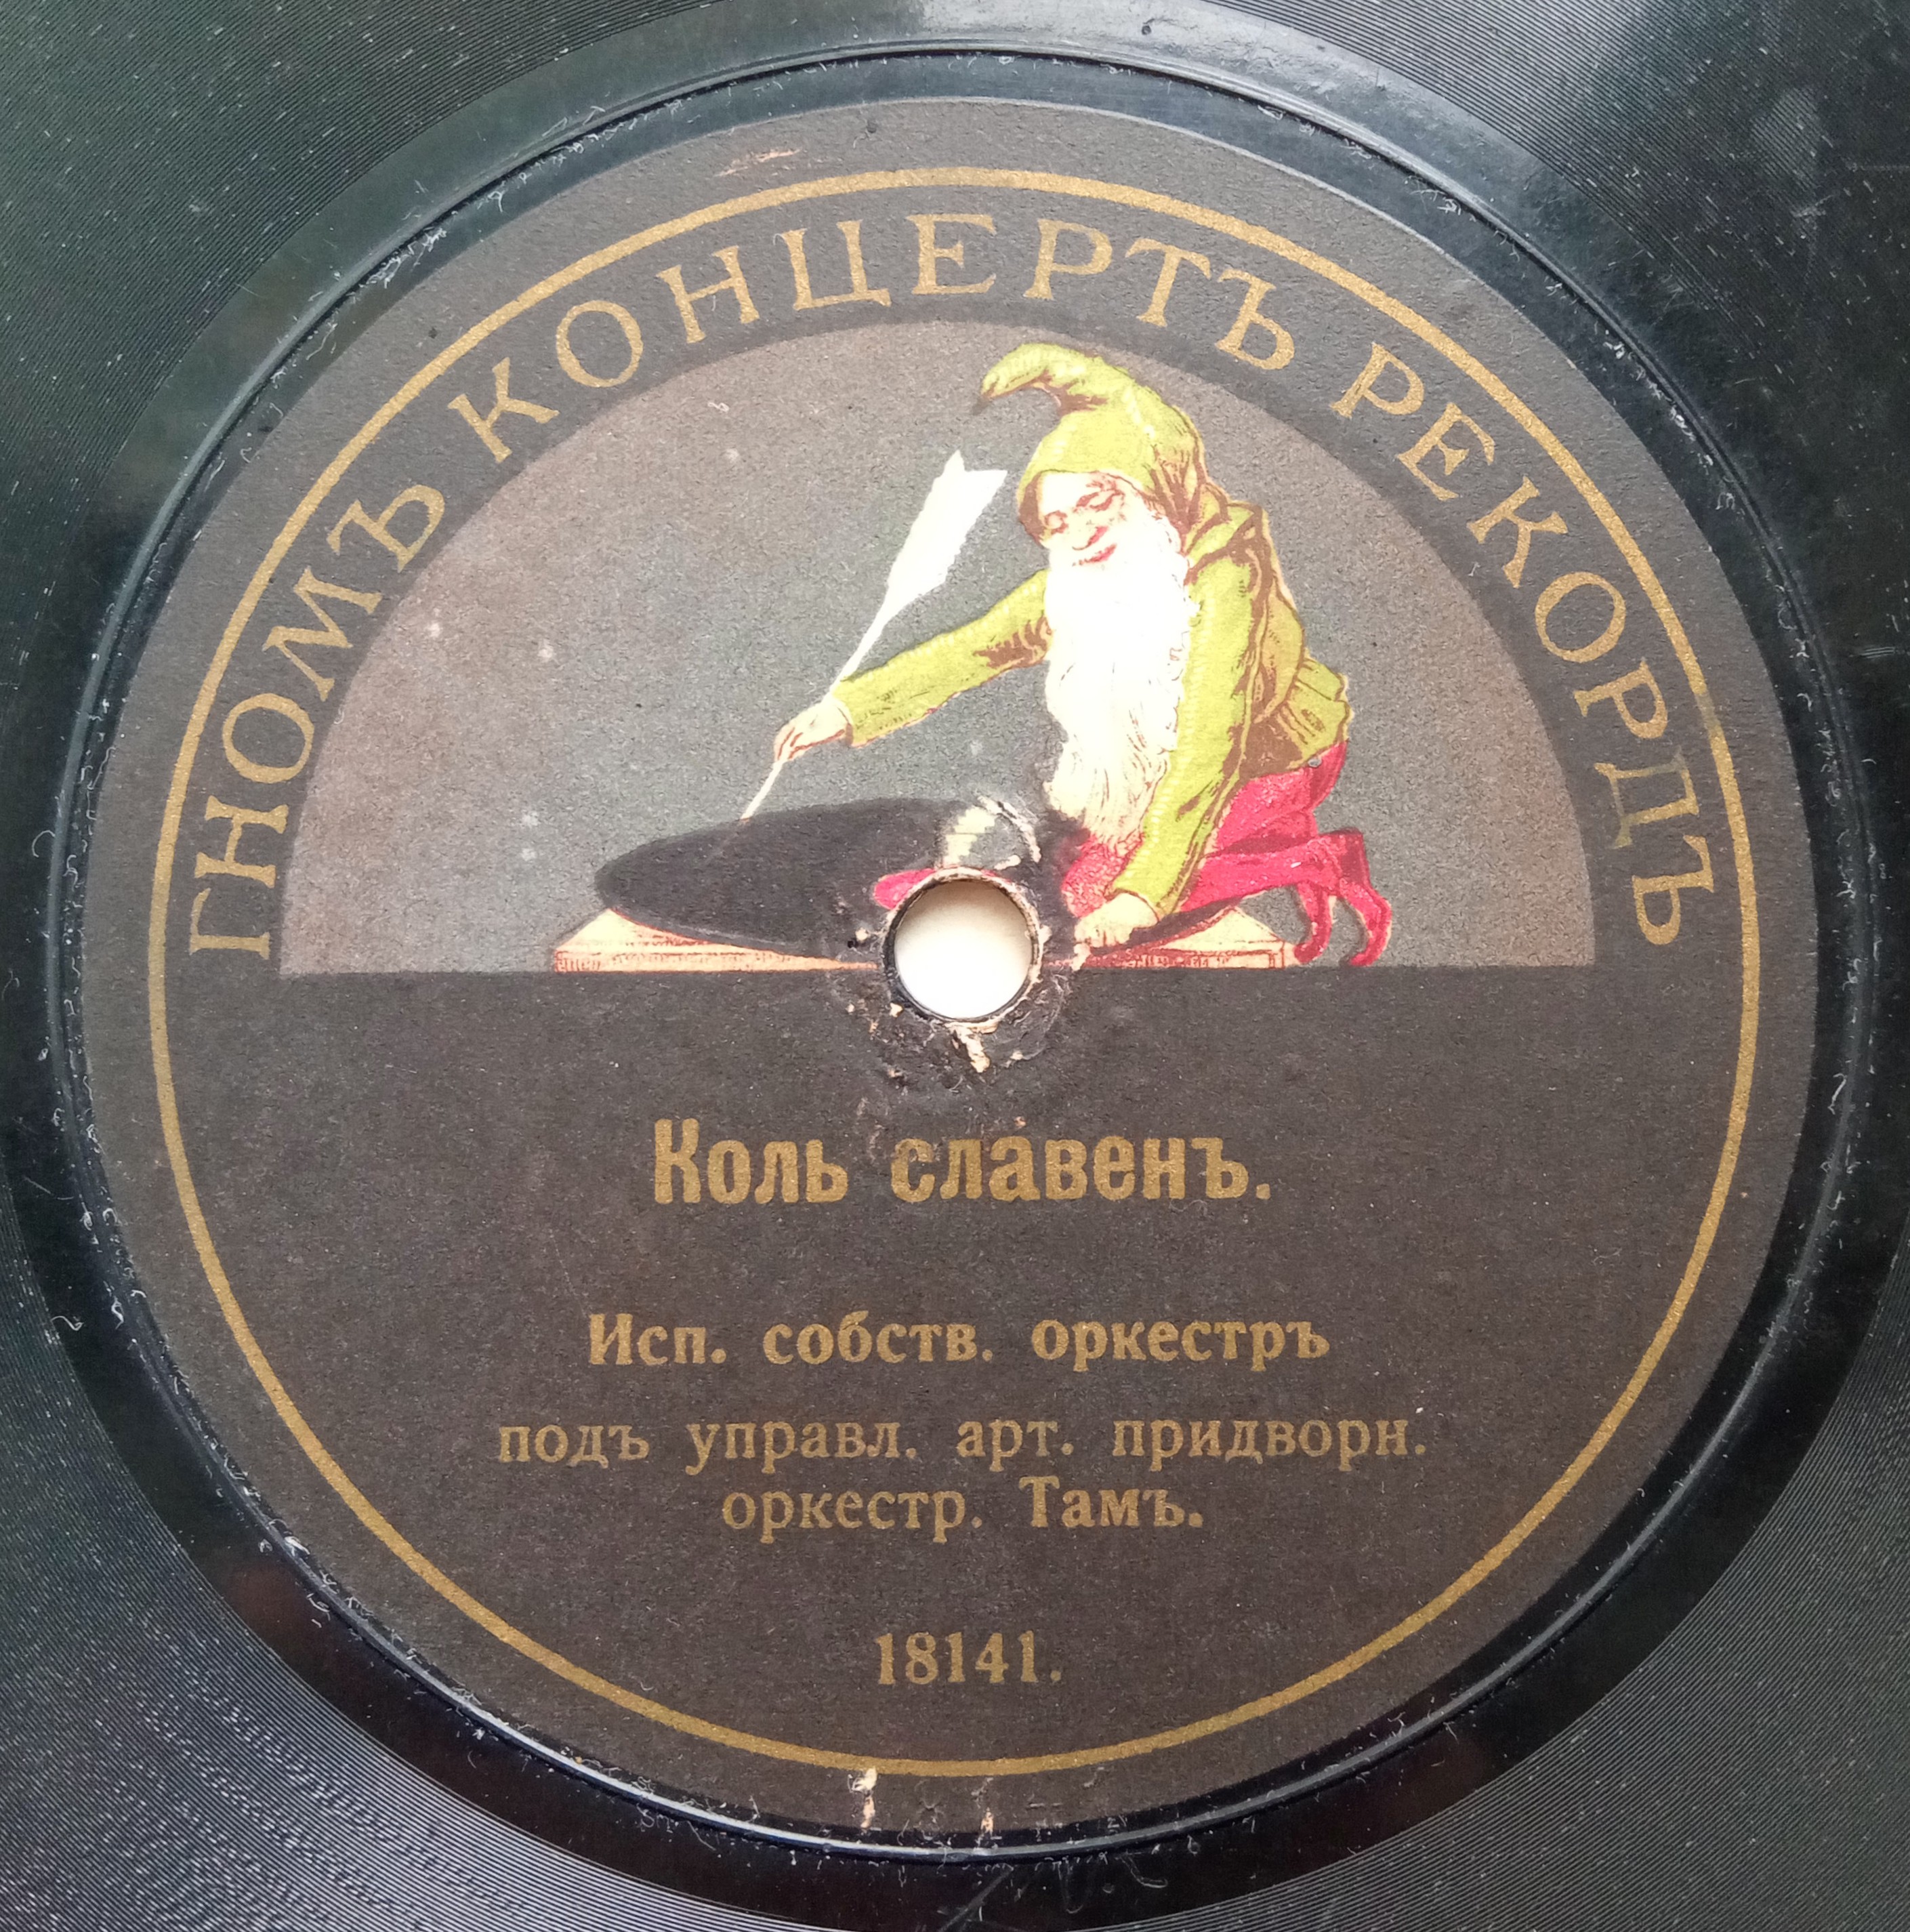 ГНОМЪ КОНЦЕРТЪ РЕКОРДЪ
Коль славенъ.
Исп. собств. оркестръ
подъ управл. арт. придворн.
оркестр. Тамъ.
18141.